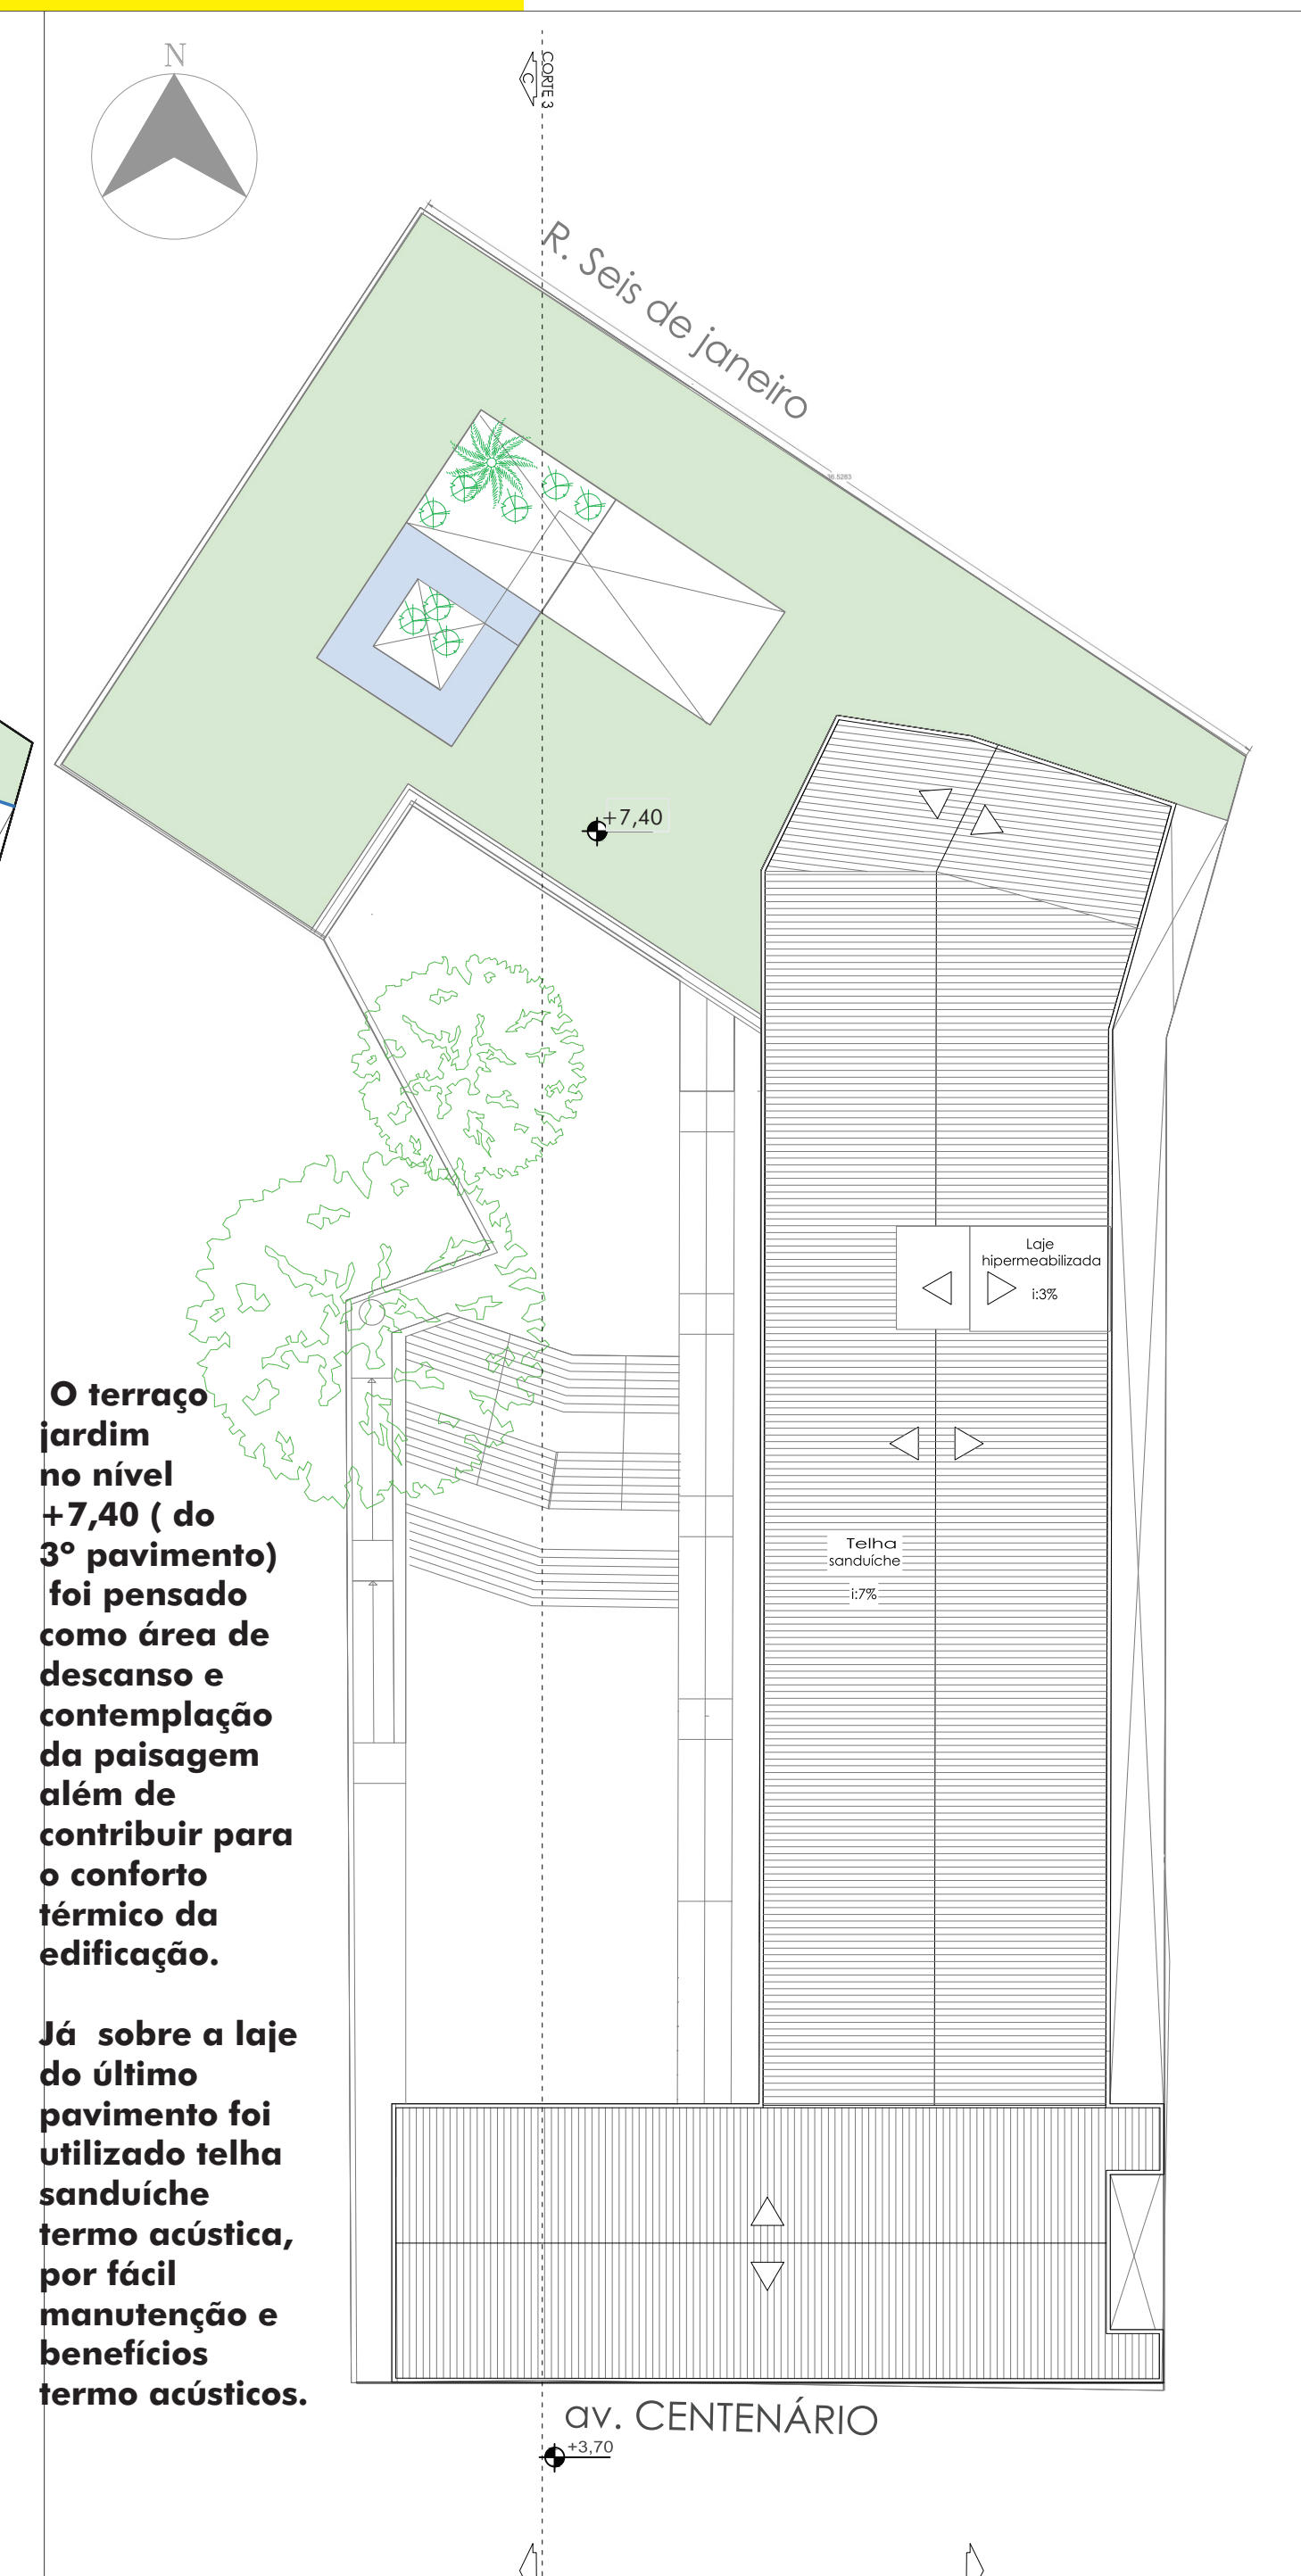 N
CORTE 3
C
R. Seis de janeiro
+7,40
Laje
hipermeabilizada
i:3%
Telha
sanduíche
i:7%
O terraço
jardim
no nível
+7,40 ( do
3º pavimento)
foi pensado
como área de
descanso e
contemplação
da paisagem
além de
contribuir para
o conforto
térmico da
edificação.
Já sobre a laje
do último
pavimento foi
utilizado telha
sanduíche
termo acústica,
por fácil
manutenção e
benefícios
termo acústicos.
av. CENTENÁRIO
+3,70